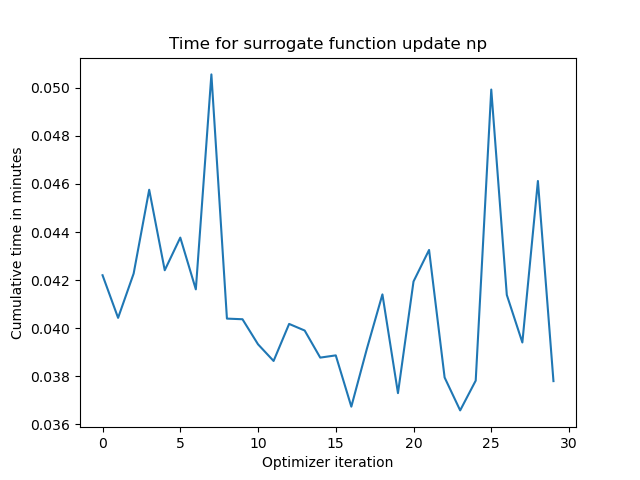 Time for surrogate function update np
Cumulative time in minutes
0.050
0.048
0.046
0.044
0.042
0.040
0.038
0.036
0 5 10 15 20 25 30
Optimizer iteration